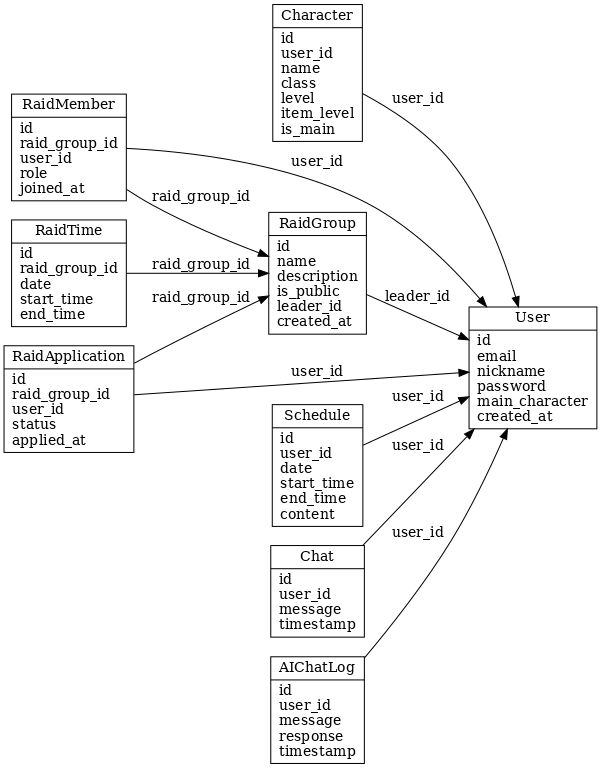 Character
id
user_id
name
class
level
item_level
is_main
user_id
RaidMember
id
raid_group_id
user_id
role
joined_at
user_id
raid_group_id
RaidTime
id
raid_group_id
date
start_time
end_time
raid_group_id
RaidGroup
id
name
description
is_public
leader_id
created_at
leader_id
raid_group_id
RaidApplication
id
raid_group_id
user_id
status
applied_at
user_id
User
id
email
nickname
password
main_character
created_at
Schedule
id
user_id
date
start_time
end_time
content
user_id
Chat
id
user_id
message
timestamp
user_id
AIChatLog
id
user_id
message
response
timestamp
user_id